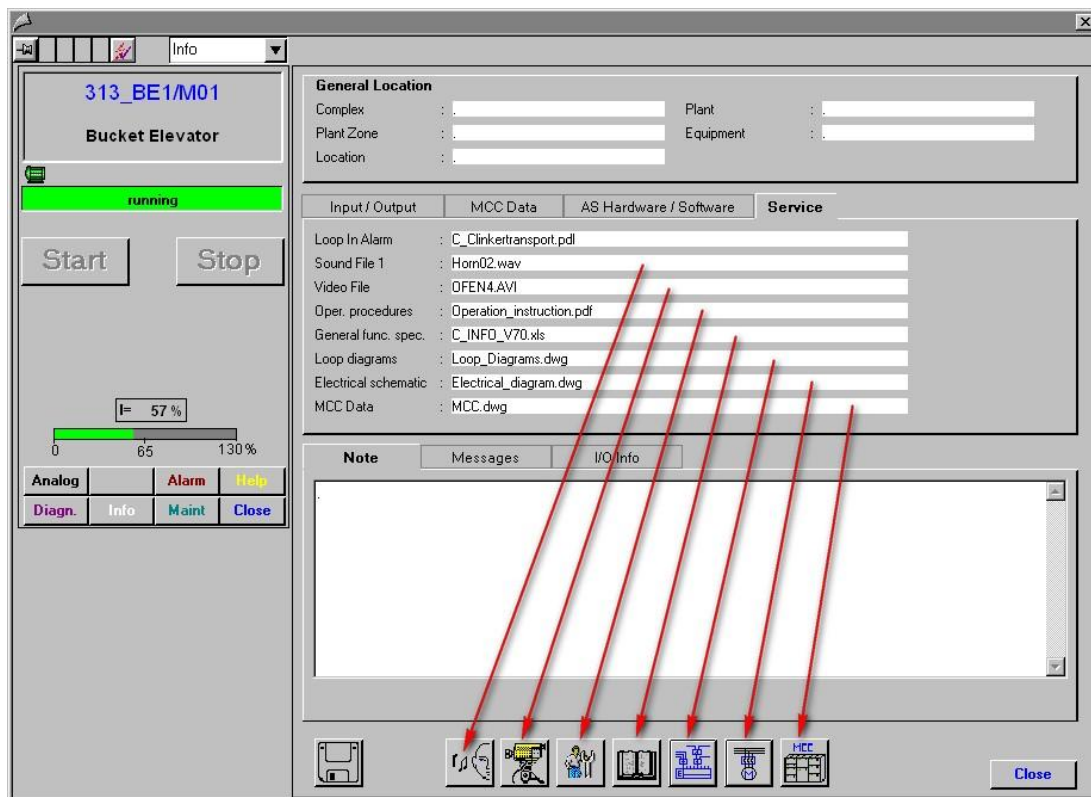 Info
313_BE1/M01
Bucket Elevator
running
Start Stop
I= 57 %
0 65 130 %
Analog Alarm Help
Diagn. Info Maint Close
General Location
Complex : . Plant : .
Plant Zone : . Equipment : .
Location : .
Input / Output MCC Data AS Hardware / Software Service
Loop In Alarm : C_Clinkertransport.pdl
Sound File 1 : Horn02.wav
Video File : OFEN4.AVI
Oper. procedures : Operation_instruction.pdf
General func. spec. : C_INFO_V70.xls
Loop diagrams : Loop_Diagrams.dwg
Electrical schematic : Electrical_diagram.dwg
MCC Data : MCC.dwg
Note Messages I/O Info
.
MCC
M
Close